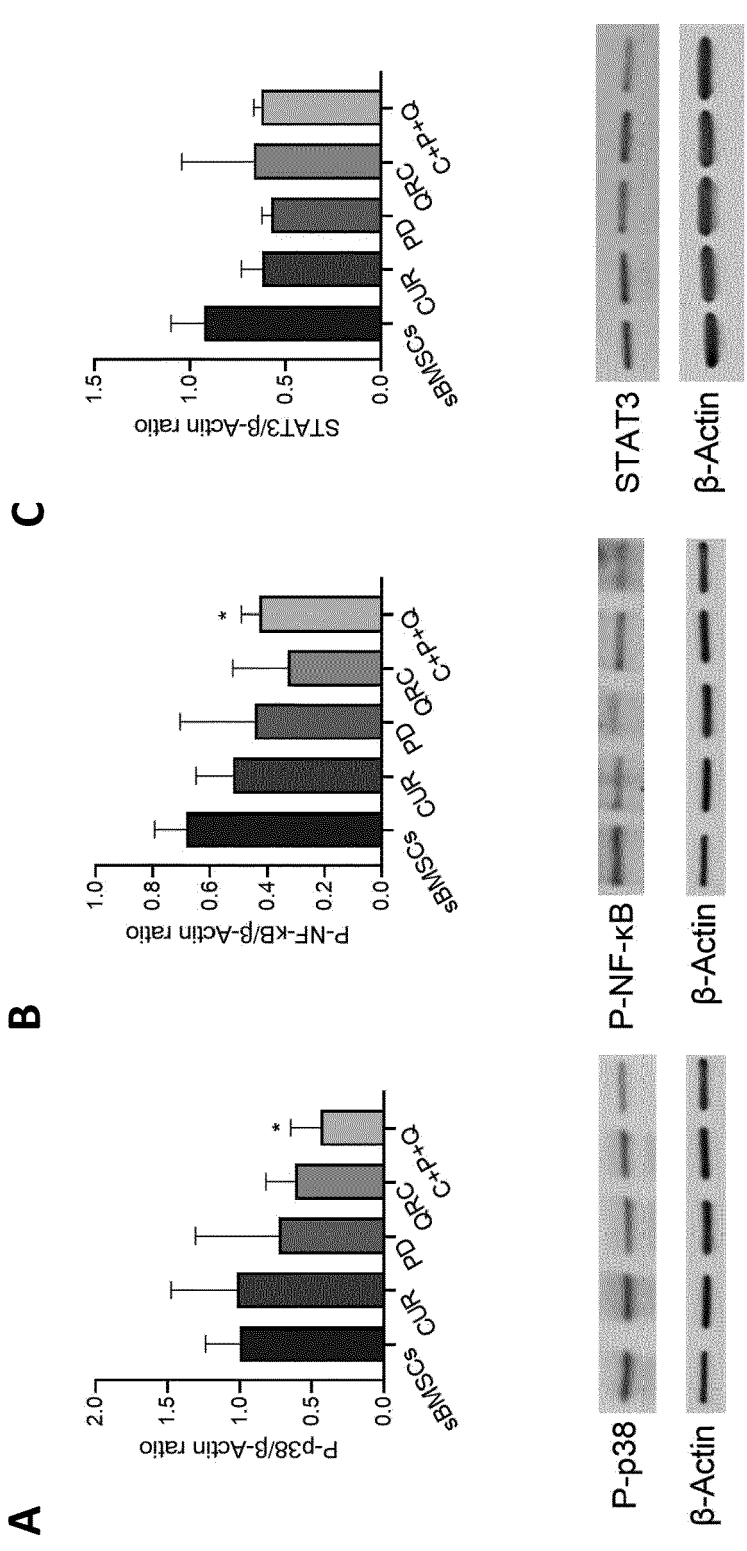 A
P-p38/β-Actin ratio
2.0
1.5
1.0
0.5
0.0
sBMSCs
CUR
PD
QRC
C+P+Q
*
P-p38
β-Actin
B
P-NF-κB/β-Actin ratio
1.0
0.8
0.6
0.4
0.2
0.0
sBMSCs
CUR
PD
QRC
C+P+Q
*
P-NF-κB
β-Actin
C
STAT3/β-Actin ratio
1.5
1.0
0.5
0.0
sBMSCs
CUR
PD
QRC
C+P+Q
STAT3
β-Actin